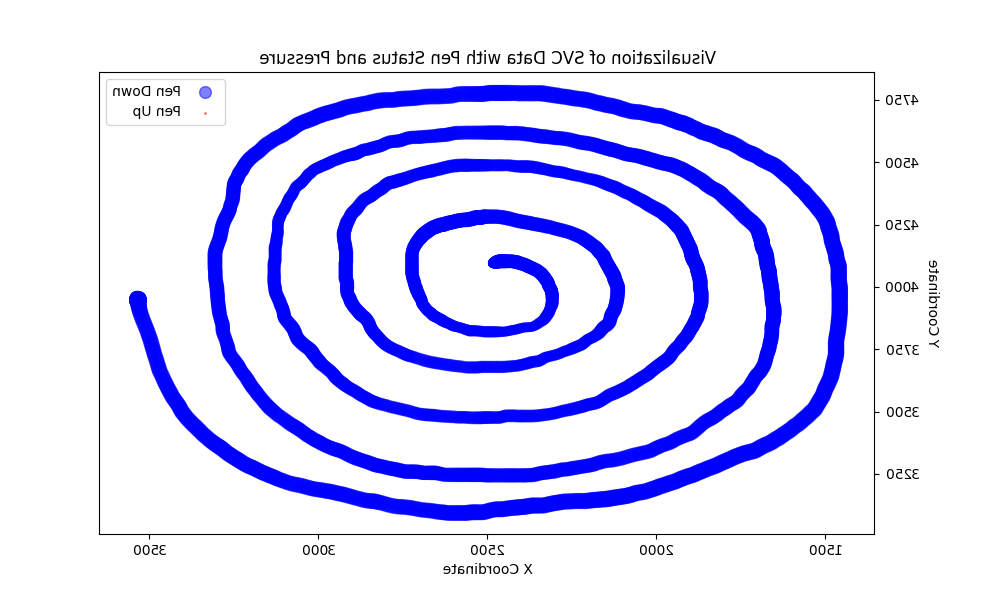 Visualization of SVC Data with Pen Status and Pressure
Pen Down
Pen Up
4750
4500
4250
4000
3750
3500
3250
Y Coordinate
3500
3000
2500
2000
1500
X Coordinate